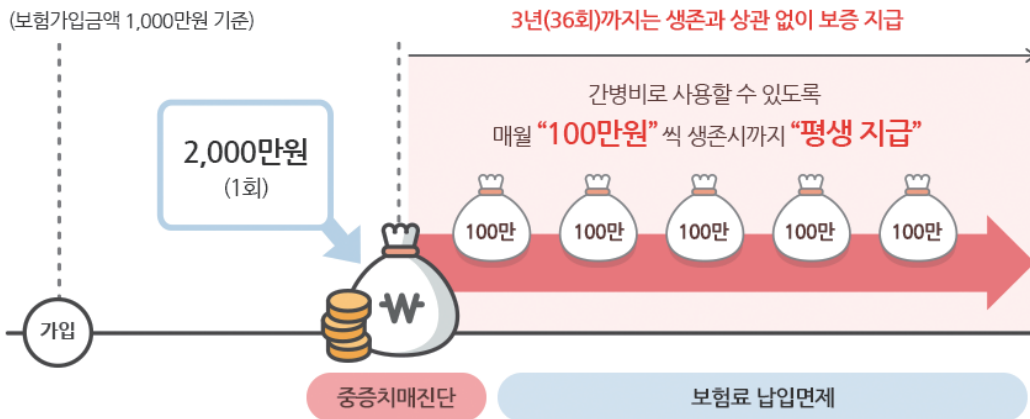 (보험가입금액 1,000만원 기준)
3년(36회)까지는 생존과 상관 없이 보증 지급
간병비로 사용할 수 있도록
매월 “100만원” 씩 생존시까지 “평생 지급”
2,000만원
(1회)
100만 100만 100만 100만 100만
₩
가입
중증치매진단
보험료 납입면제